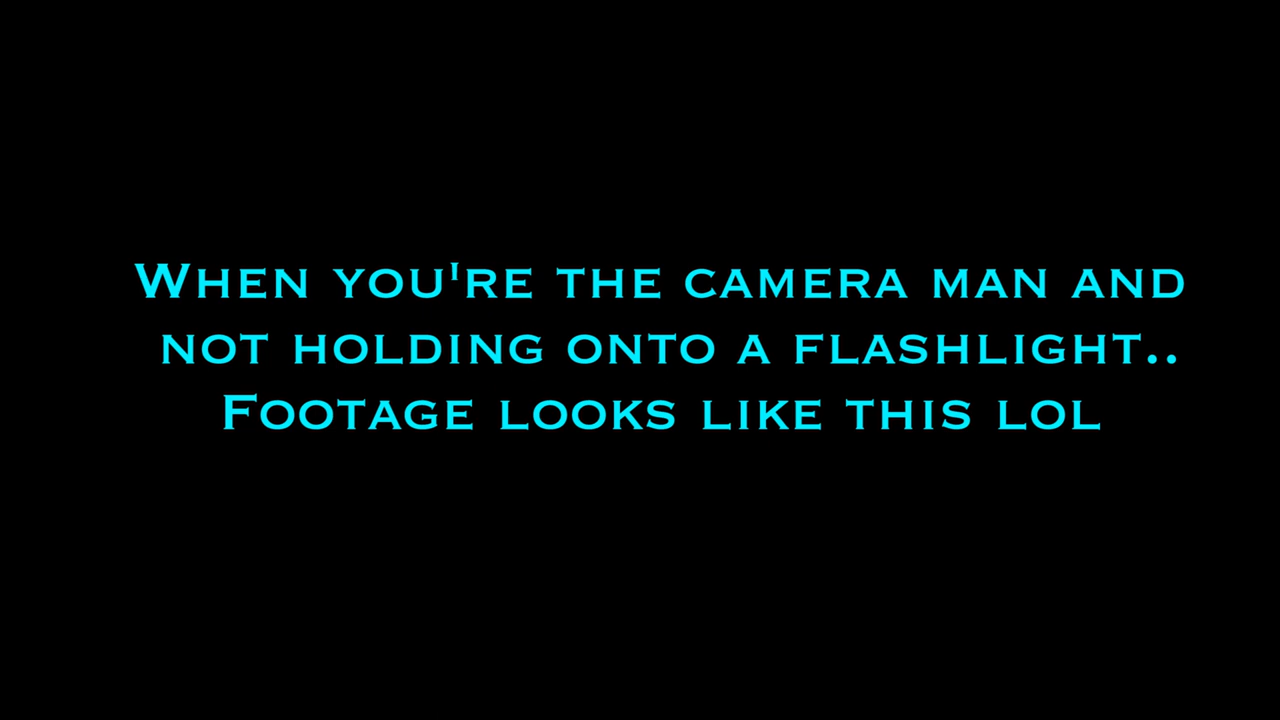 When you're the camera man and
not holding onto a flashlight..
Footage looks like this lol